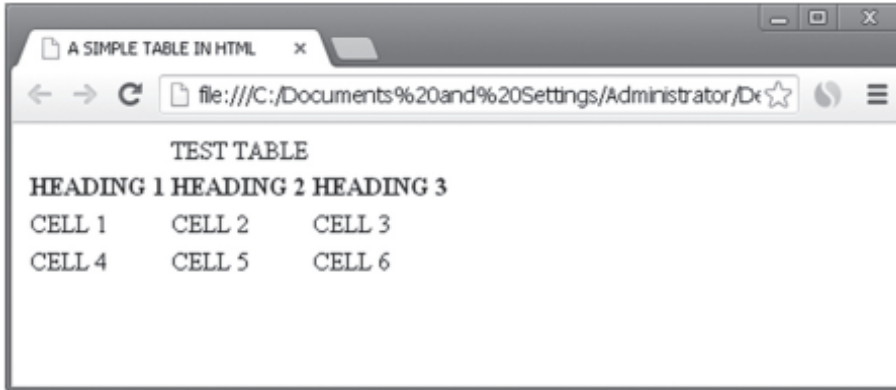 A SIMPLE TABLE IN HTML
file:///C:/Documents%20and%20Settings/Administrator/De
TEST TABLE
HEADING 1 HEADING 2 HEADING 3
CELL 1 CELL 2 CELL 3
CELL 4 CELL 5 CELL 6